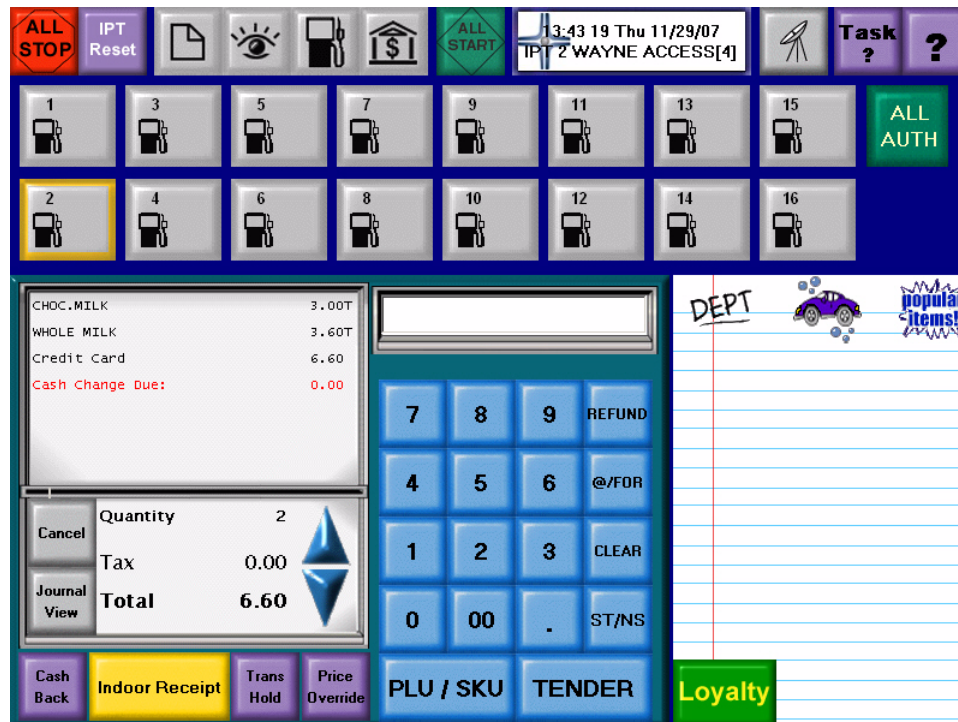 ALL STOP
IPT Reset
$
ALL START
13:43 19 Thu 11/29/07
IPT 2 WAYNE ACCESS[4]
Task ?
?
1 3 5 7 9 11 13 15
ALL AUTH
2 4 6 8 10 12 14 16
CHOC.MILK 3.00T
WHOLE MILK 3.60T
Credit Card 6.60
Cash Change Due: 0.00
Cancel
Quantity 2
Tax 0.00
Journal View
Total 6.60
Cash Back
Indoor Receipt
Trans Hold
Price Override
7 8 9 REFUND
4 5 6 @/FOR
1 2 3 CLEAR
0 00 . ST/NS
PLU / SKU TENDER
DEPT
popula
items!
Loyalty